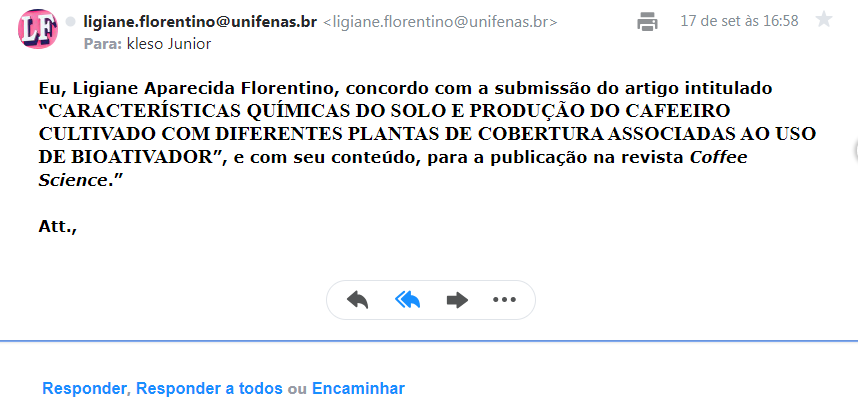 LF
ligiane.florentino@unifenas.br <ligiane.florentino@unifenas.br>
17 de set às 16:58
Para: kleso Junior
Eu, Ligiane Aparecida Florentino, concordo com a submissão do artigo intitulado
“CARACTERÍSTICAS QUÍMICAS DO SOLO E PRODUÇÃO DO CAFEEIRO
CULTIVADO COM DIFERENTES PLANTAS DE COBERTURA ASSOCIADAS AO USO
DE BIOATIVADOR”, e com seu conteúdo, para a publicação na revista Coffee
Science.”
Att.,
Responder, Responder a todos ou Encaminhar